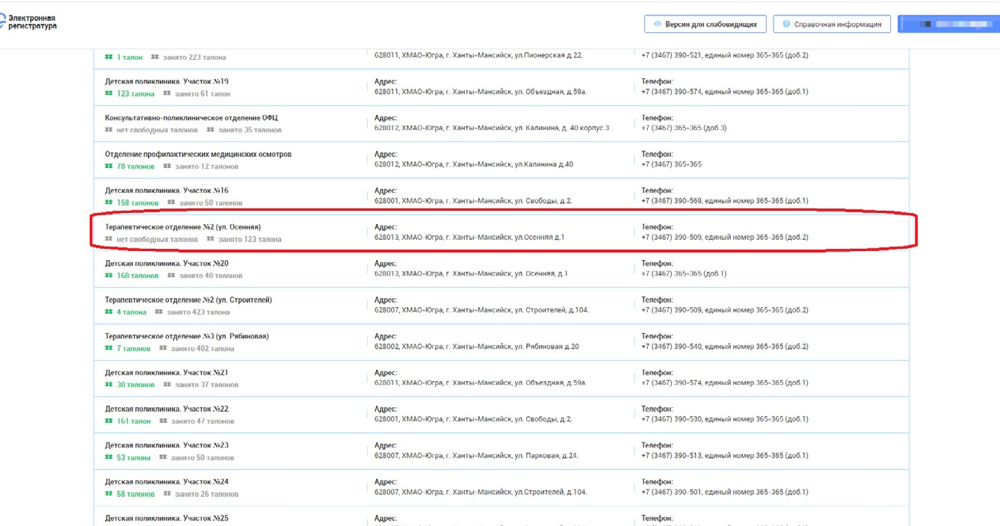 Электронная
регистратура
Версия для слабовидящих
Справочная информация
1 талон занято 223 талона
628011, ХМАО-Югра, г. Ханты-Мансийск, ул.Пионерская д.22.
+7 (3467) 390-521, единый номер 365-365 (доб.2)
Детская поликлиника. Участок №19
Адрес:
Телефон:
123 талона занято 61 талон
628011, ХМАО-Югра, г. Ханты-Мансийск, ул. Объездная, д.59а.
+7 (3467) 390-574, единый номер 365-365 (доб.1)
Консультативно-поликлиническое отделение ОФЦ
Адрес:
Телефон:
нет свободных талонов занято 35 талонов
628012, ХМАО-Югра, г. Ханты-Мансийск, ул. Калинина, д. 40 корпус 3 .
+7 (3467) 365-365 (доб.3)
Отделение профилактических медицинских осмотров
Адрес:
Телефон:
78 талонов занято 12 талонов
628012, ХМАО-Югра, г. Ханты-Мансийск, ул.Калинина д.40
+7 (3467) 365-365
Детская поликлиника. Участок №16
Адрес:
Телефон:
158 талонов занято 50 талонов
628001, ХМАО-Югра, г. Ханты-Мансийск, ул. Свободы, д.2.
+7 (3467) 390-569, единый номер 365-365 (доб.1)
Терапевтическое отделение №2 (ул. Осенняя)
Адрес:
Телефон:
нет свободных талонов занято 123 талона
628013, ХМАО-Югра, г. Ханты-Мансийск, ул.Осенняя д.1
+7 (3467) 390-509, единый номер 365-365 (доб.2)
Детская поликлиника. Участок №20
Адрес:
Телефон:
168 талонов занято 40 талонов
628013, ХМАО-Югра, г. Ханты-Мансийск, ул. Осенняя, д.1
+7 (3467) 365-365 (доб.1)
Терапевтическое отделение №2 (ул. Строителей)
Адрес:
Телефон:
4 талона занято 423 талона
628007, ХМАО-Югра, г. Ханты-Мансийск, ул. Строителей, д.104.
+7 (3467) 390-509, единый номер 365-365 (доб.2)
Терапевтическое отделение №3 (ул. Рябиновая)
Адрес:
Телефон:
7 талонов занято 402 талона
628002, ХМАО-Югра, г. Ханты-Мансийск, ул. Рябиновая д.20
+7 (3467) 390-540, единый номер 365-365 (доб.2)
Детская поликлиника. Участок №21
Адрес:
Телефон:
30 талонов занято 37 талонов
628011, ХМАО-Югра, г. Ханты-Мансийск, ул. Объездная, д.59а.
+7 (3467) 390-574, единый номер 365-365 (доб.1)
Детская поликлиника. Участок №22
Адрес:
Телефон:
161 талон занято 47 талонов
628001, ХМАО-Югра, г. Ханты-Мансийск, ул. Свободы, д.2.
+7 (3467) 390-530, единый номер 365-365 (доб.1)
Детская поликлиника. Участок №23
Адрес:
Телефон:
53 талона занято 50 талонов
628007, ХМАО-Югра, г. Ханты-Мансийск, ул. Парковая, д.24.
+7 (3467) 390-513, единый номер 365-365 (доб.1)
Детская поликлиника. Участок №24
Адрес:
Телефон:
58 талонов занято 26 талонов
628007, ХМАО-Югра, г. Ханты-Мансийск, ул.Строителей, д.104.
+7 (3467) 390-501, единый номер 365-365 (доб.1)
Детская поликлиника. Участок №25
Адрес:
Телефон: